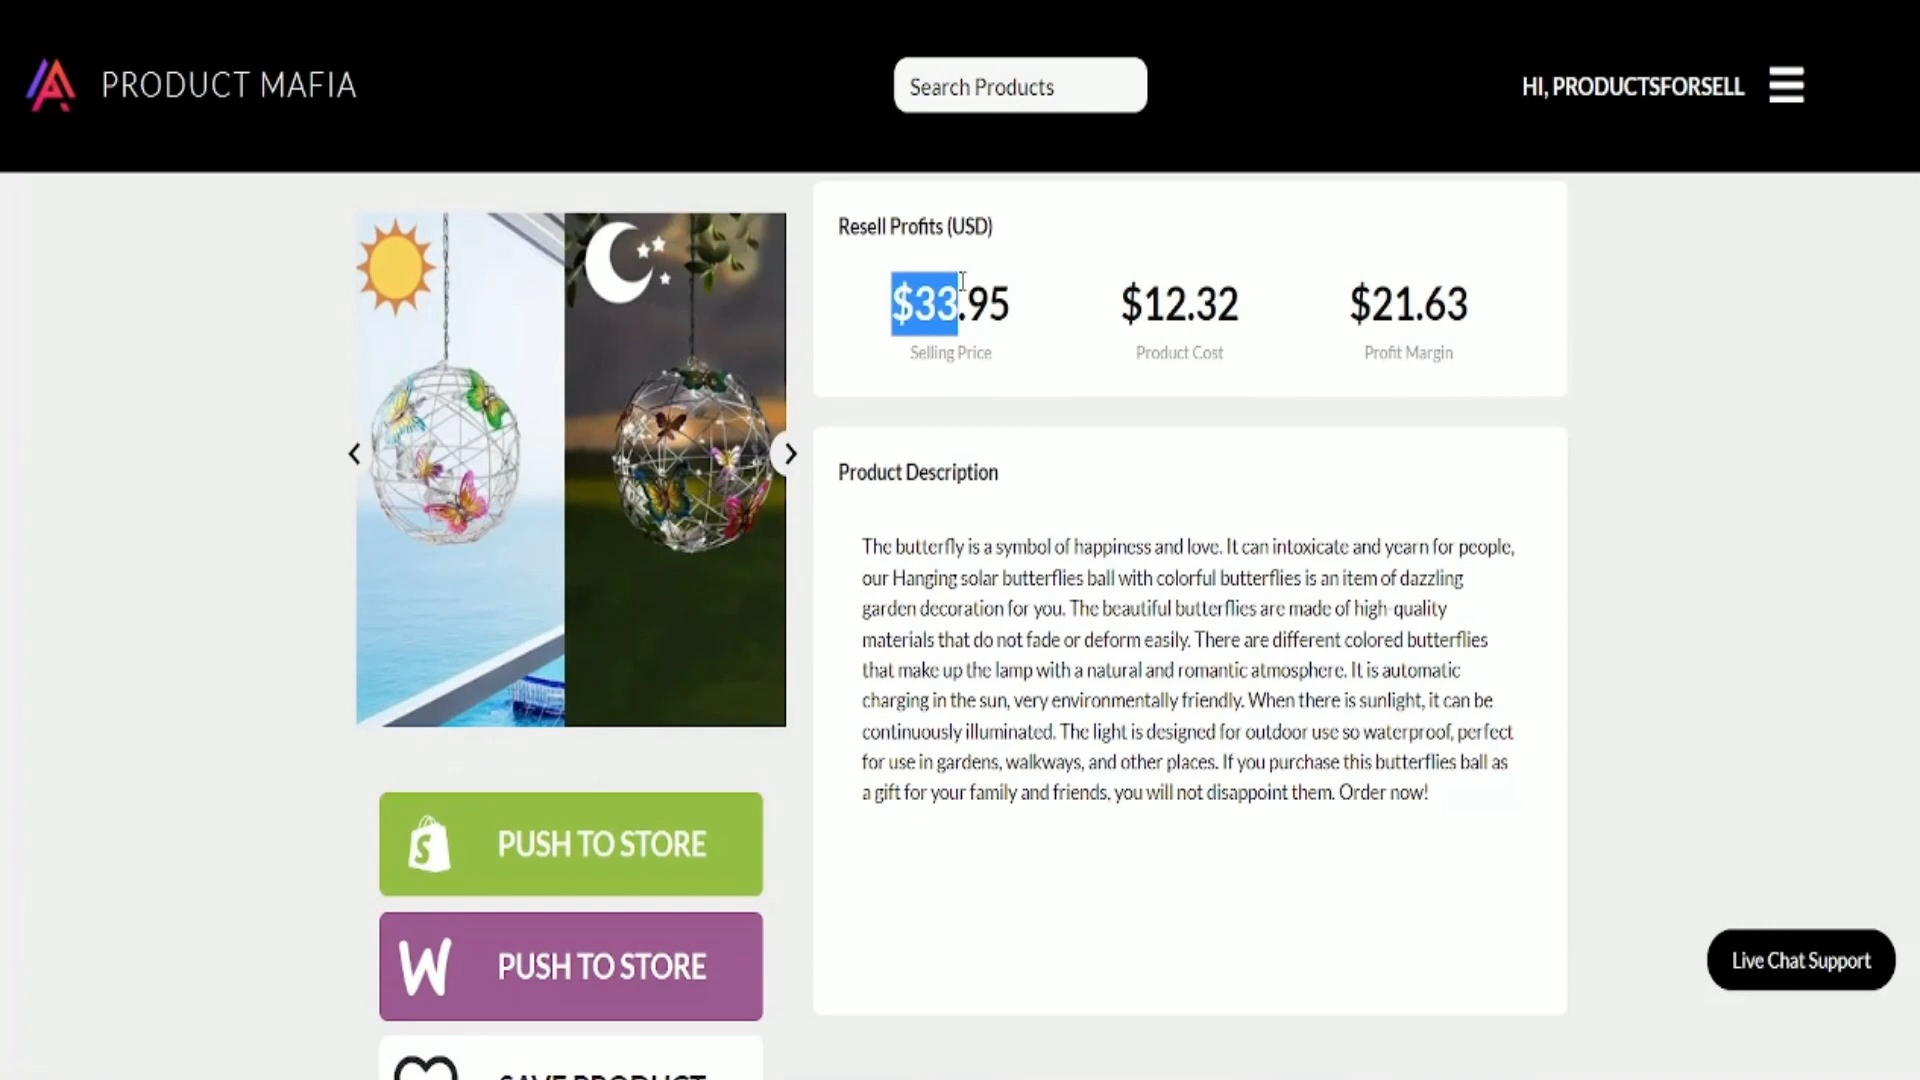 PRODUCT MAFIA
Search Products
HI, PRODUCTSFORSELL
Resell Profits (USD)
$33.95
$12.32
$21.63
Selling Price
Product Cost
Profit Margin
Product Description
The butterfly is a symbol of happiness and love. It can intoxicate and yearn for people,
our Hanging solar butterflies ball with colorful butterflies is an item of dazzling
garden decoration for you. The beautiful butterflies are made of high-quality
materials that do not fade or deform easily. There are different colored butterflies
that make up the lamp with a natural and romantic atmosphere. It is automatic
charging in the sun, very environmentally friendly. When there is sunlight, it can be
continuously illuminated. The light is designed for outdoor use so waterproof, perfect
for use in gardens, walkways, and other places. If you purchase this butterflies ball as
a gift for your family and friends, you will not disappoint them. Order now!
PUSH TO STORE
PUSH TO STORE
SAVE PRODUCT
Live Chat Support